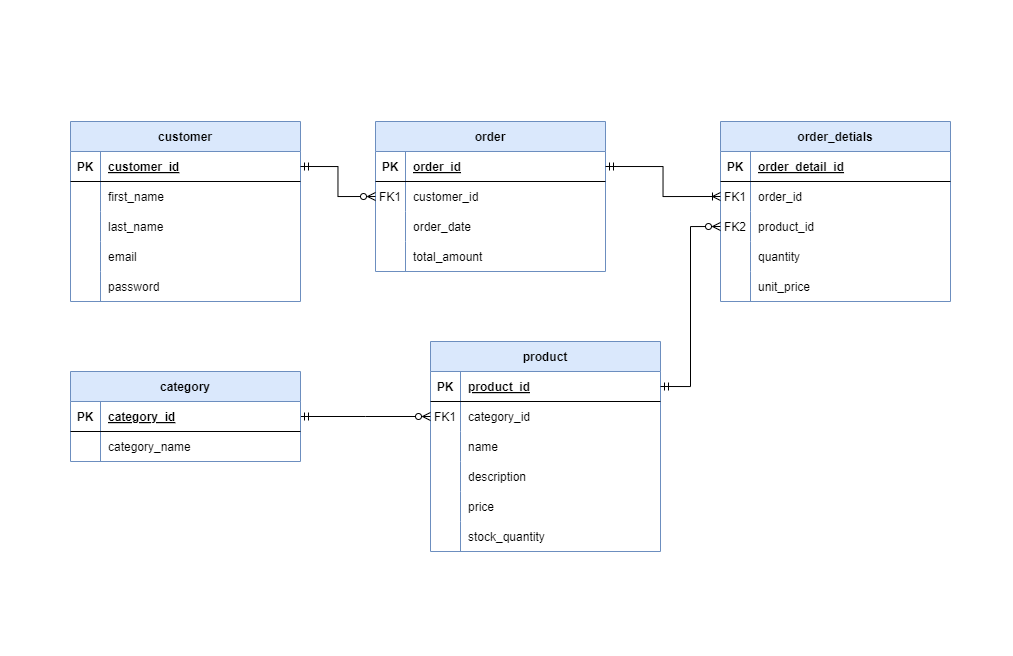 customer
PK customer_id
first_name
last_name
email
password
order
PK order_id
FK1 customer_id
order_date
total_amount
order_detials
PK order_detail_id
FK1 order_id
FK2 product_id
quantity
unit_price
category
PK category_id
category_name
product
PK product_id
FK1 category_id
name
description
price
stock_quantity